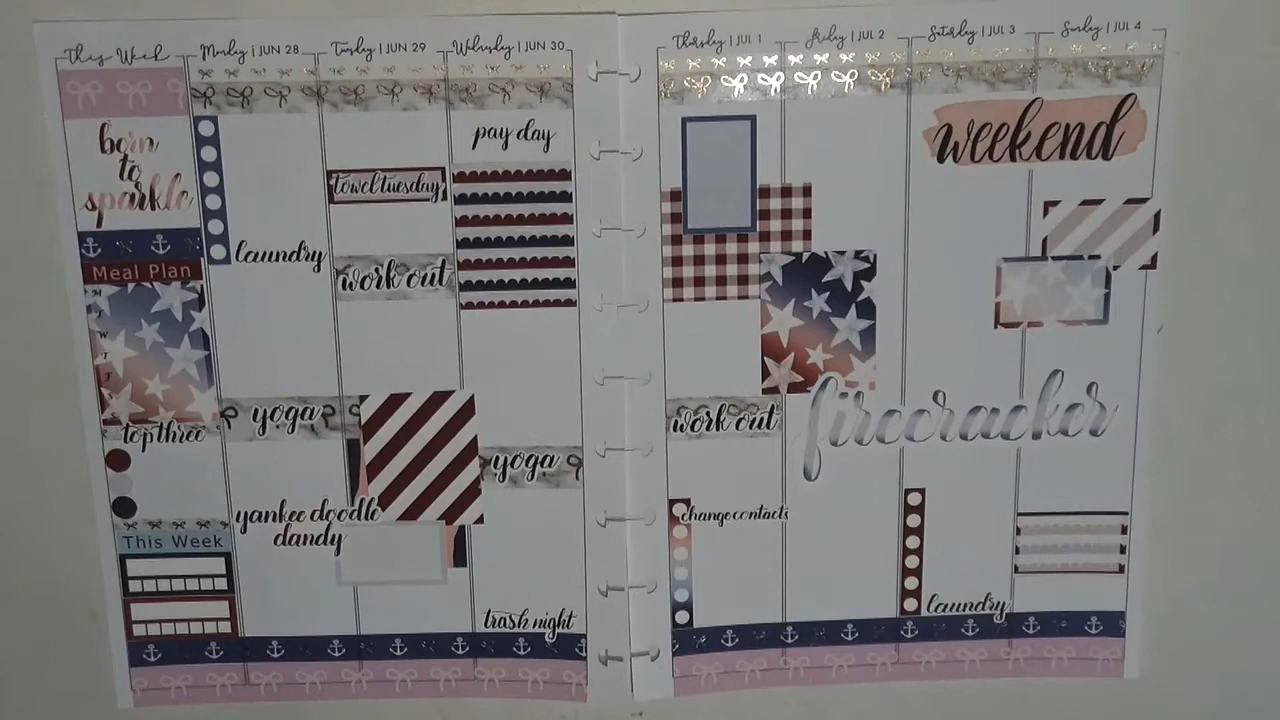 This Week
Monday | JUN 28
Tuesday | JUN 29
Wednesday | JUN 30
Thursday | JUL 1
Friday | JUL 2
Saturday | JUL 3
Sunday | JUL 4
born
to
sparkle
Meal Plan
M
T
W
T
F
S
S
top three
This Week
laundry
yoga
yankee doodle
dandy
towel tuesday
work out
pay day
yoga
trash night
work out
change contacts
firecracker
weekend
laundry